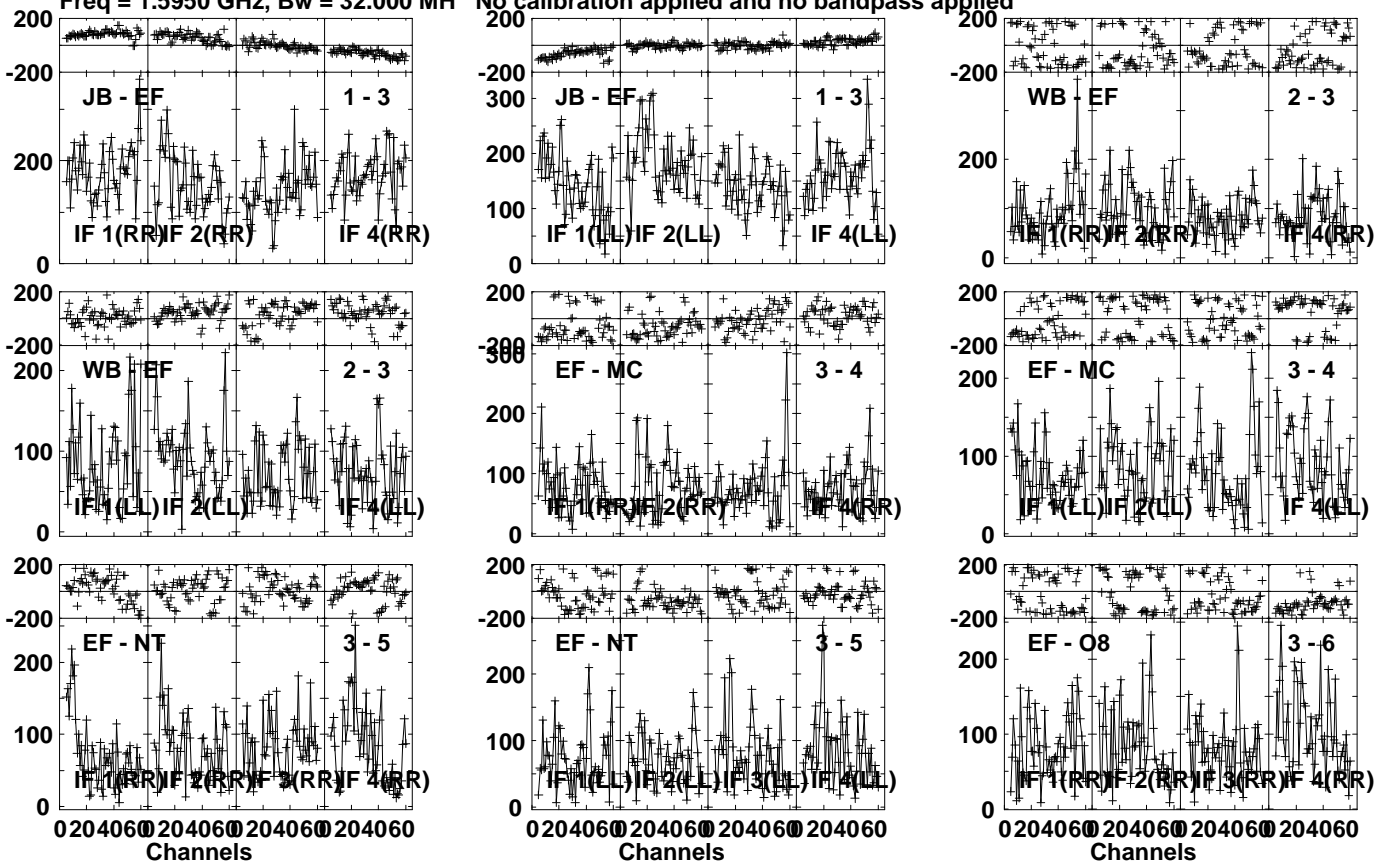 Freq = 1.5950 GHz, Bw = 32.000 MH No calibration applied and no bandpass applied
200
-200
JB - EF 1 - 3
200
0
IF 1(RR) IF 2(RR) IF 4(RR)
200
-200
JB - EF 1 - 3
300
200
100
0
IF 1(LL) IF 2(LL) IF 4(LL)
200
-200
WB - EF 2 - 3
200
0
IF 1(RR) IF 2(RR) IF 4(RR)
200
-200
WB - EF 2 - 3
200
100
0
IF 1(LL) IF 2(LL) IF 4(LL)
200
-200
EF - MC 3 - 4
300
200
100
0
IF 1(RR) IF 2(RR) IF 4(RR)
200
-200
EF - MC 3 - 4
200
100
0
IF 1(LL) IF 2(LL) IF 4(LL)
200
-200
EF - NT 3 - 5
200
100
0
IF 1(RR) IF 2(RR) IF 3(RR) IF 4(RR)
0 20 40 60 0 20 40 60 0 20 40 60 0 20 40 60
Channels
200
-200
EF - NT 3 - 5
200
100
0
IF 1(LL) IF 2(LL) IF 3(LL) IF 4(LL)
0 20 40 60 0 20 40 60 0 20 40 60 0 20 40 60
Channels
200
-200
EF - O8 3 - 6
200
100
0
IF 1(RR) IF 2(RR) IF 3(RR) IF 4(RR)
0 20 40 60 0 20 40 60 0 20 40 60 0 20 40 60
Channels